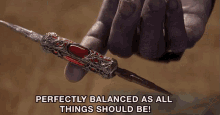 PERFECTLY BALANCED AS ALL
THINGS SHOULD BE!